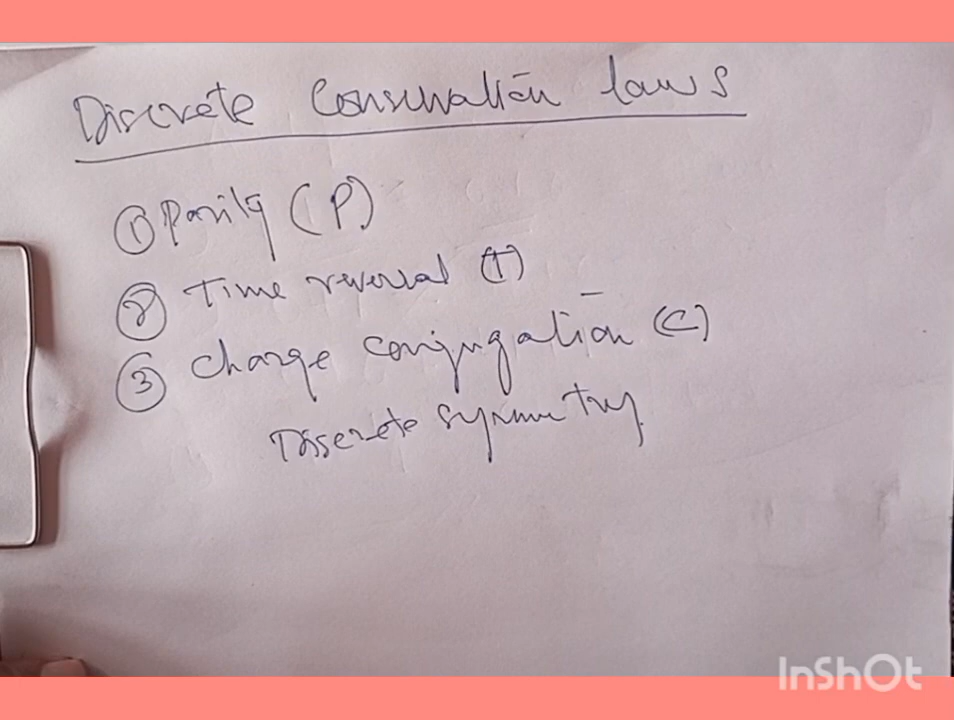 Discrete Conservation laws
① Parity (P)
② Time reversal (T)
③ Charge conjugation (C)
Discrete symmetry
InShOt